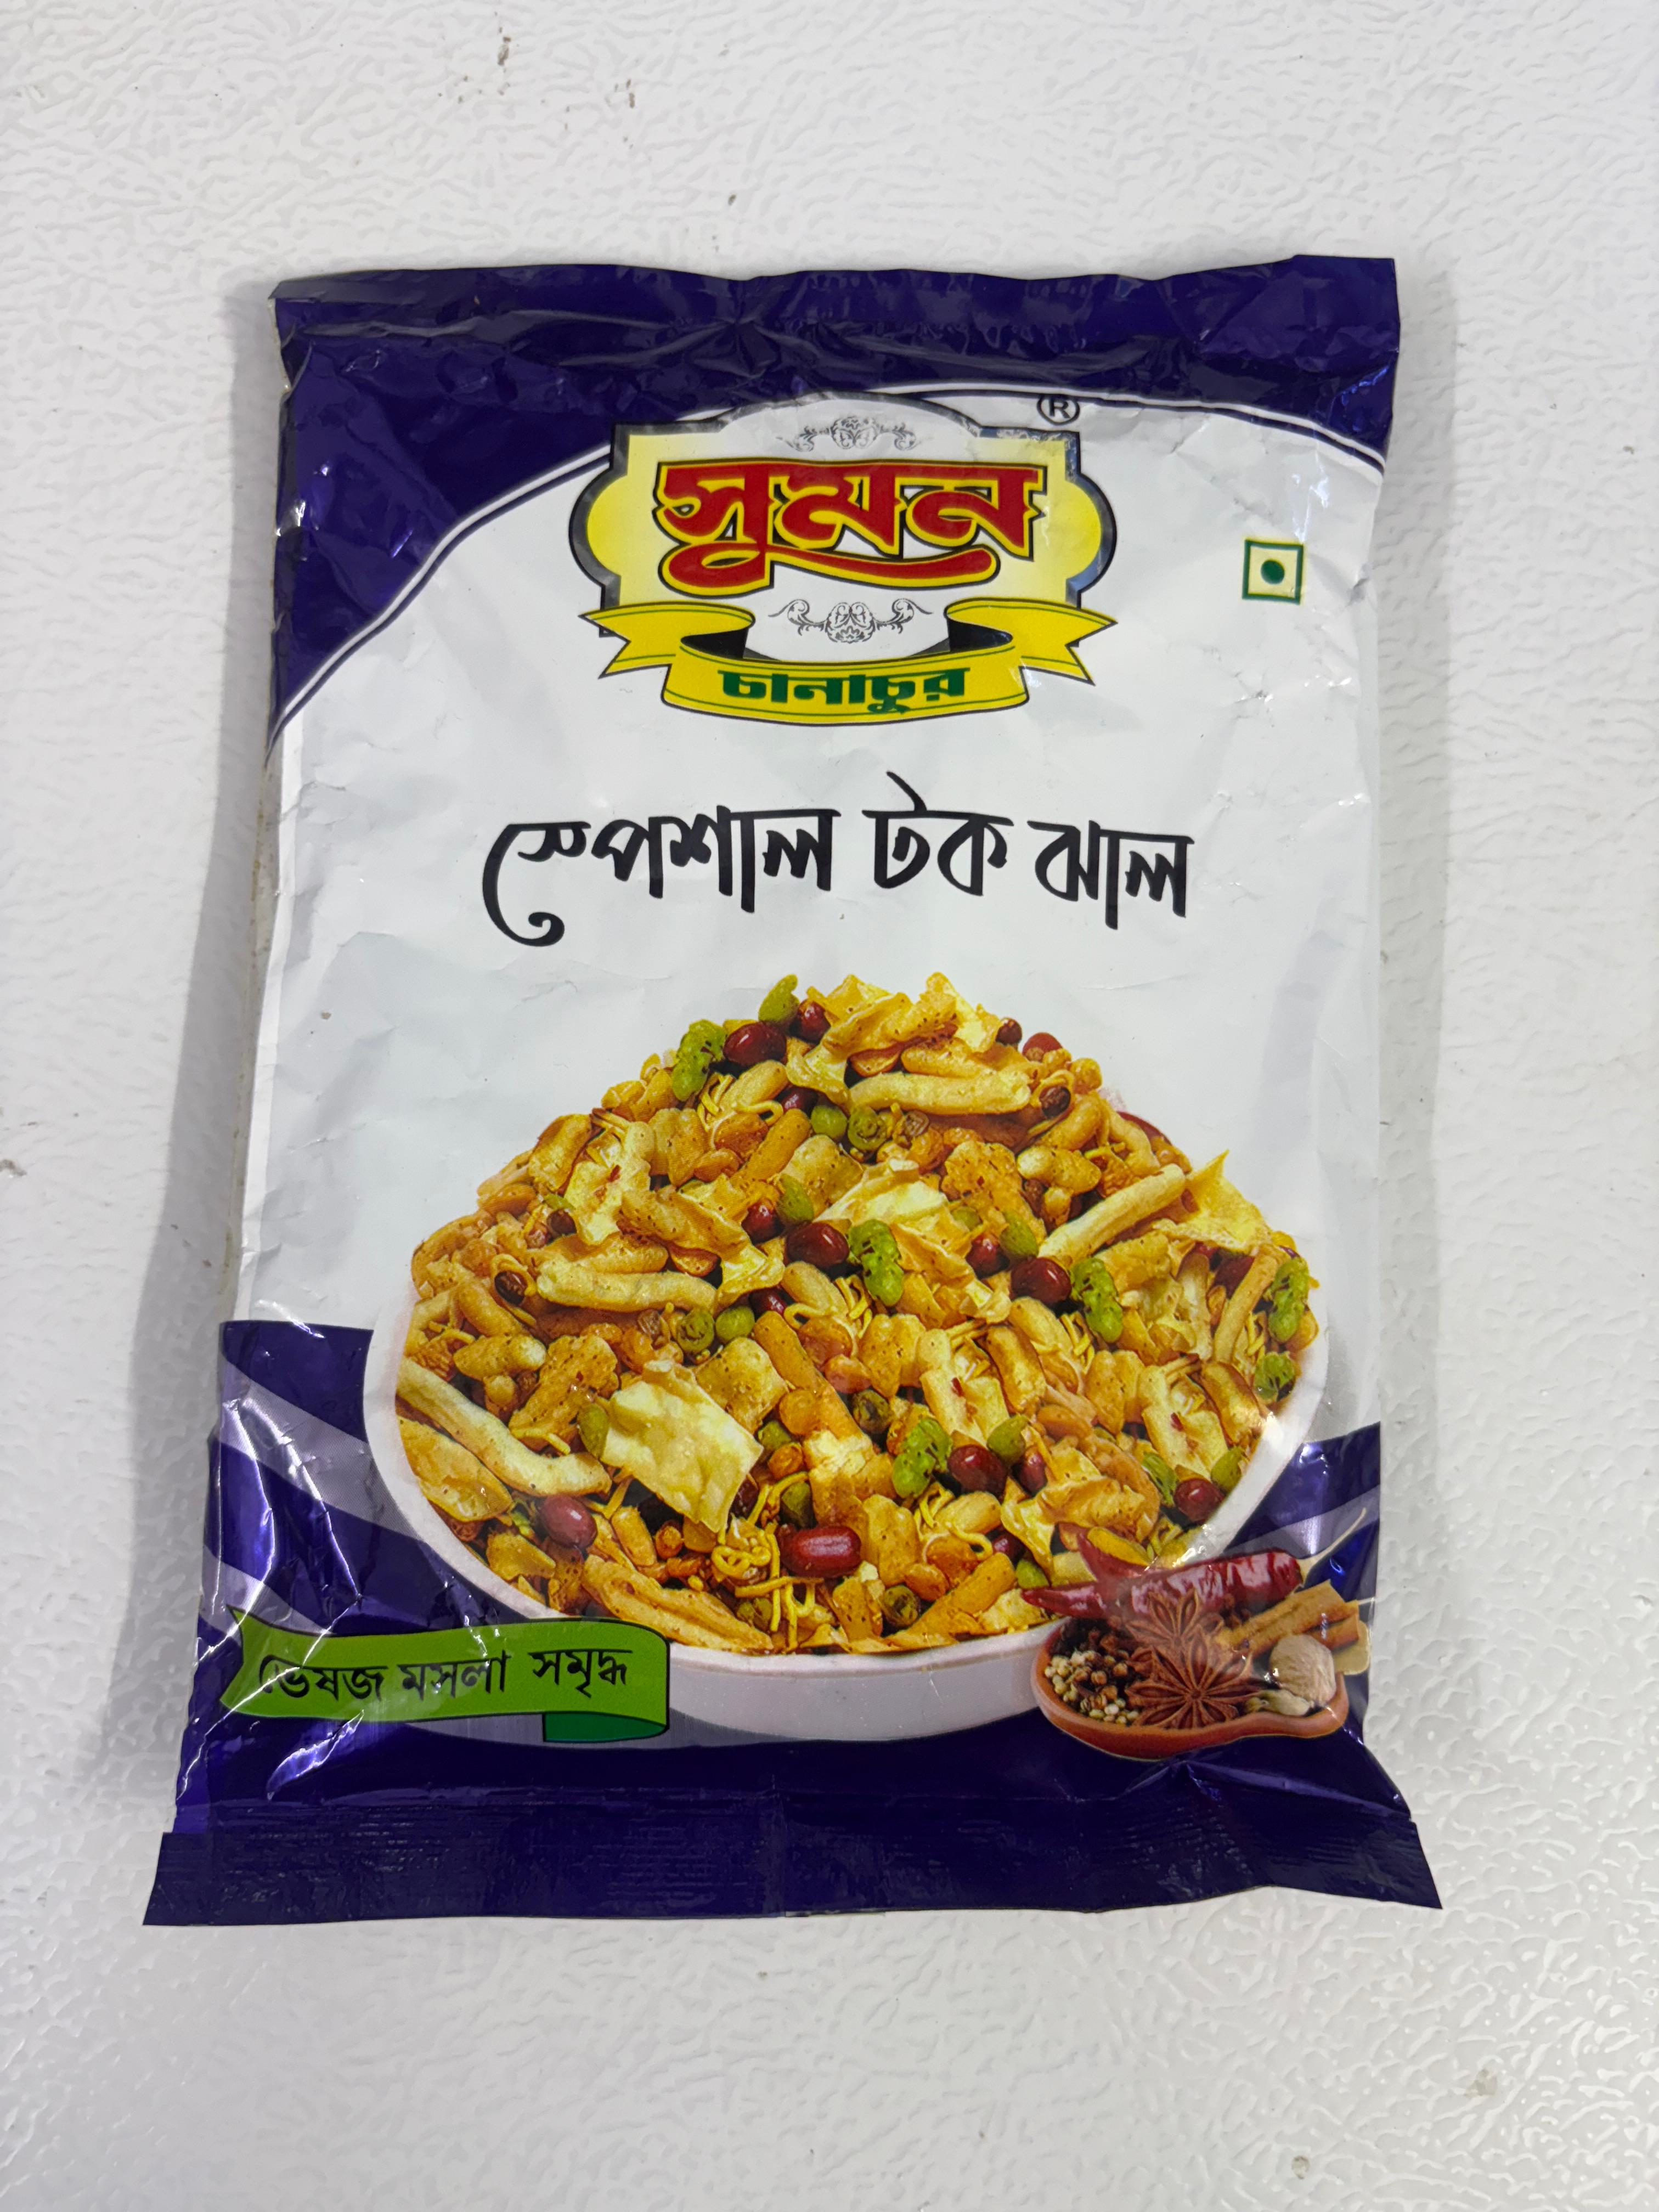 ®
সুমন
চানাচুর
স্পেশাল টক ঝাল
ভেষজ মসলা সমৃদ্ধ